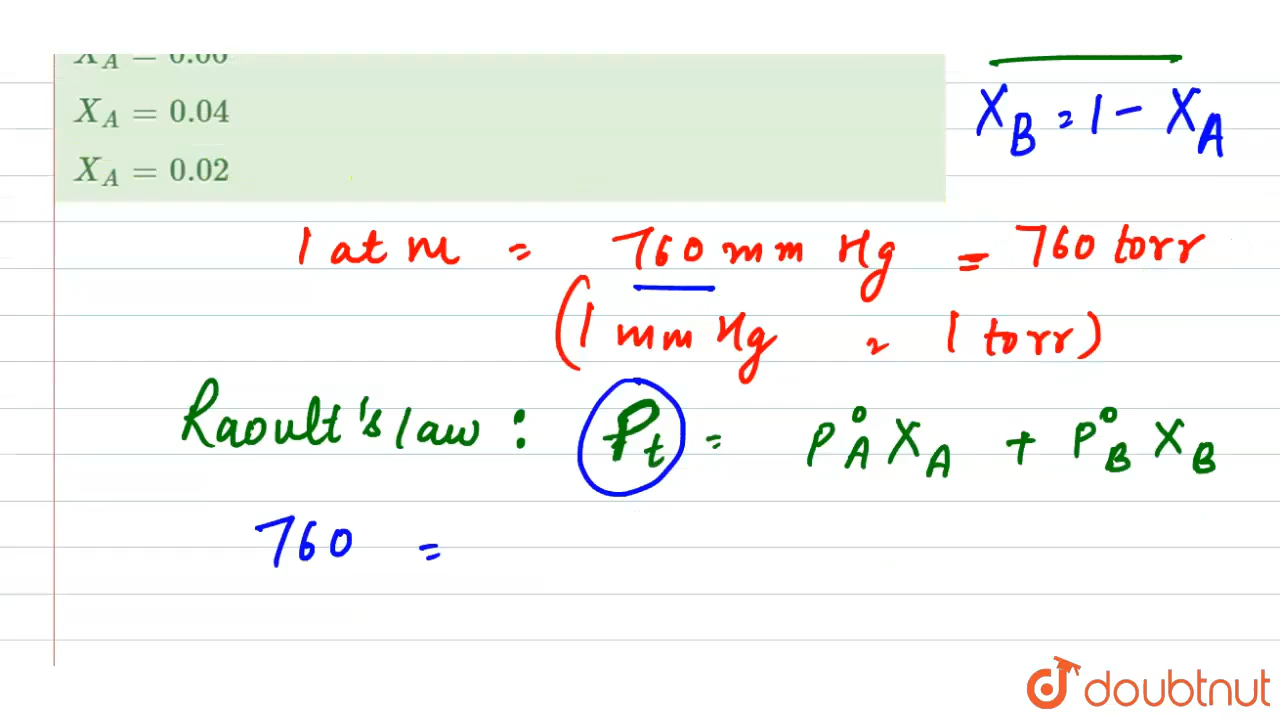 X_A = 0.04
X_B = 1 - X_A
X_A = 0.02
1 atm = 760 mm Hg = 760 torr
(1 mm Hg = 1 torr)
Raoult's law : P_t = P°_A X_A + P°_B X_B
760 =
doubtnut